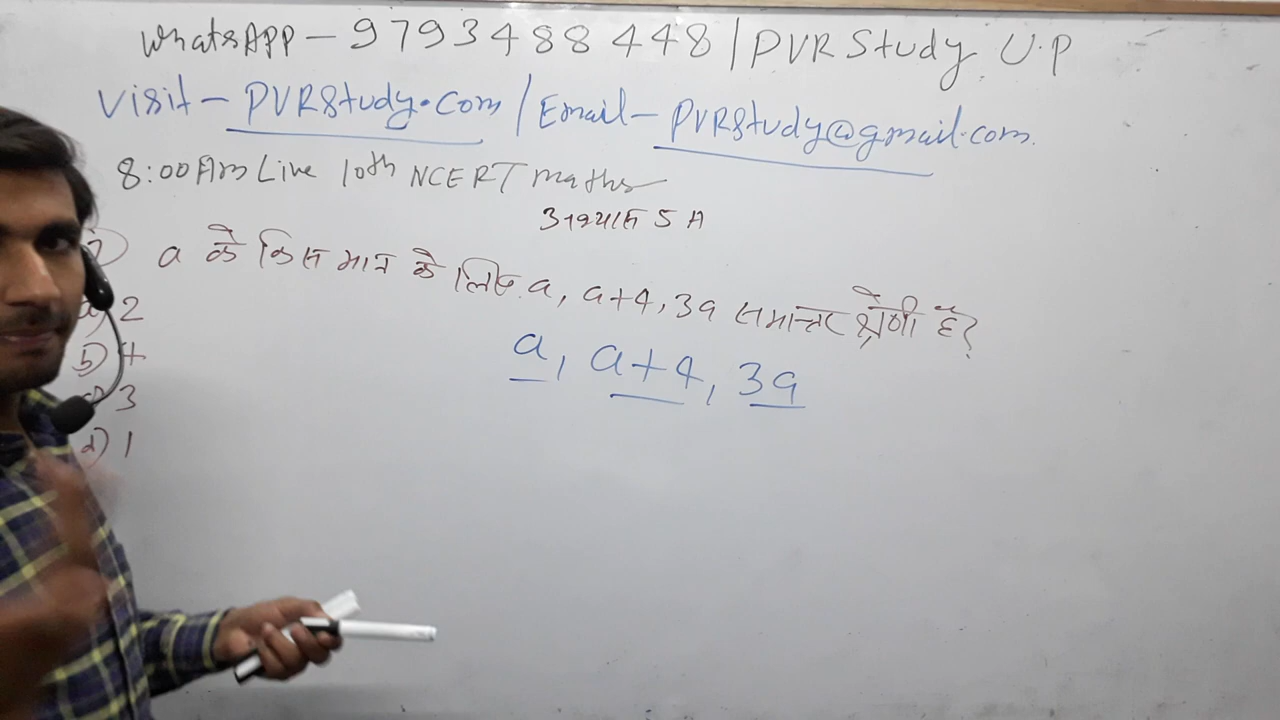 WhatsAPP - 9793488448 | PVR Study U.P
Visit - PVRStudy.Com / Email - PVRStudy@gmail.com
8:00 Am Live 10th NCERT maths
5 A
a के किस मान के लिए a, a+4, 3a समान्तर श्रेणी है?
a) 2
b) 4
3
d) 1
a, a+4, 3a